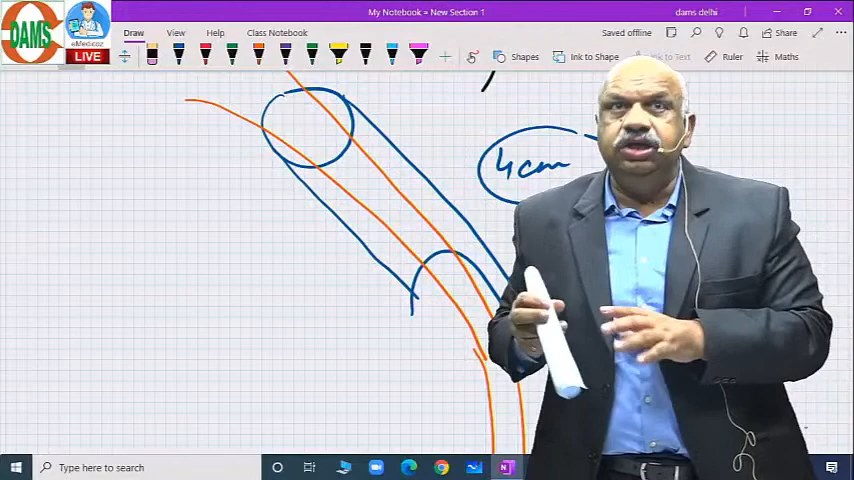 My Notebook = New Section 1
dams delhi
DAMS
eMedicoz
LIVE
Draw
View
Help
Class Notebook
Saved offline
Share
Shapes
Ink to Shape
Ink to Text
Ruler
Maths
4cm
Type here to search